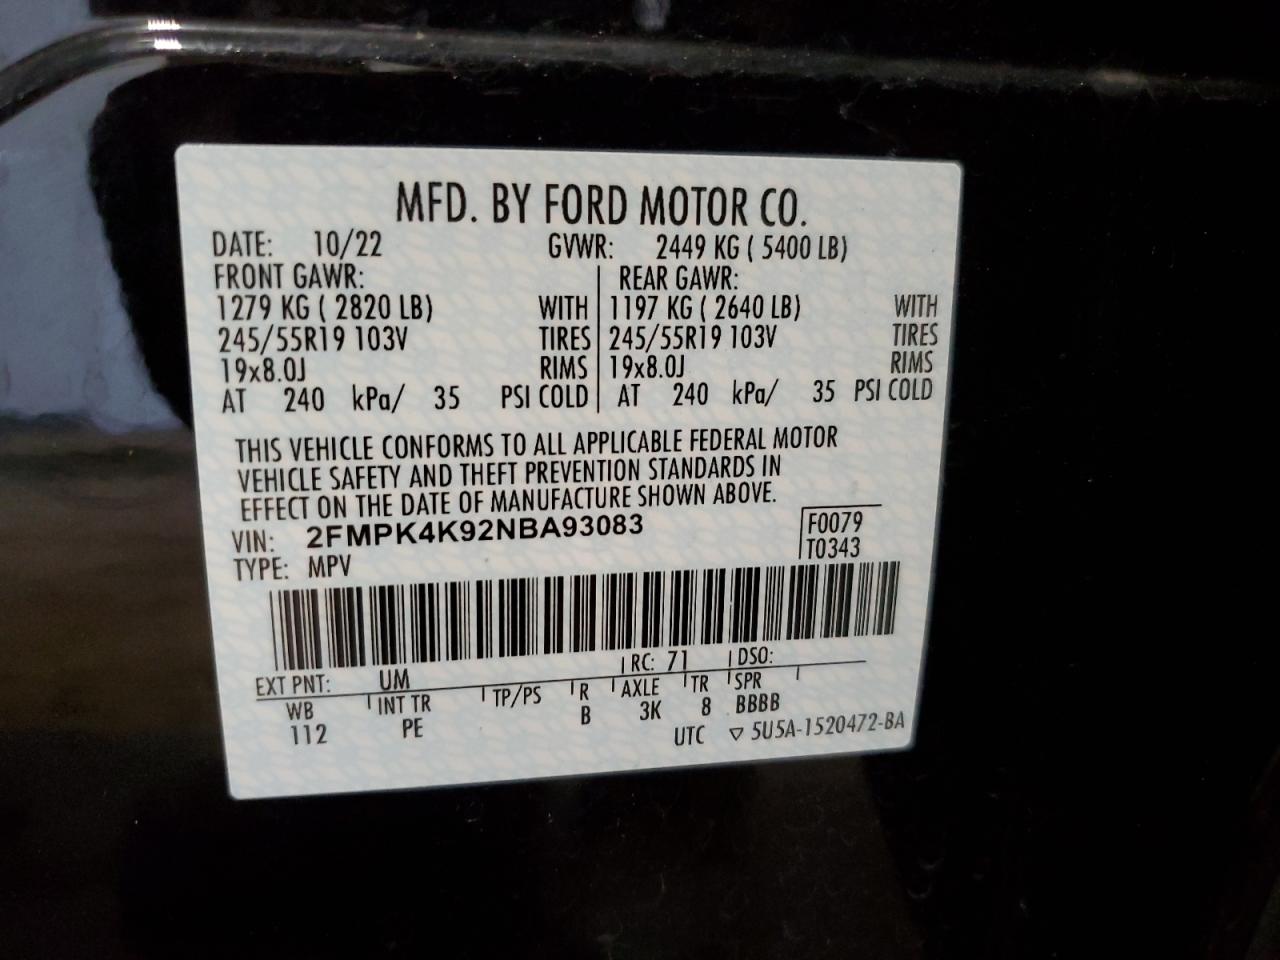 MFD. BY FORD MOTOR CO.
DATE: 10/22 GVWR: 2449 KG ( 5400 LB)
FRONT GAWR: REAR GAWR:
1279 KG ( 2820 LB) WITH 1197 KG ( 2640 LB) WITH
245/55R19 103V TIRES 245/55R19 103V TIRES
19x8.0J RIMS 19x8.0J RIMS
AT 240 kPa/ 35 PSI COLD AT 240 kPa/ 35 PSI COLD
THIS VEHICLE CONFORMS TO ALL APPLICABLE FEDERAL MOTOR
VEHICLE SAFETY AND THEFT PREVENTION STANDARDS IN
EFFECT ON THE DATE OF MANUFACTURE SHOWN ABOVE.
VIN: 2FMPK4K92NBA93083 F0079
TYPE: MPV T0343
RC: 71 DSO:
EXT PNT: UM
WB INT TR TP/PS R AXLE TR SPR
112 PE B 3K 8 BBBB
UTC ▽ 5U5A-1520472-BA